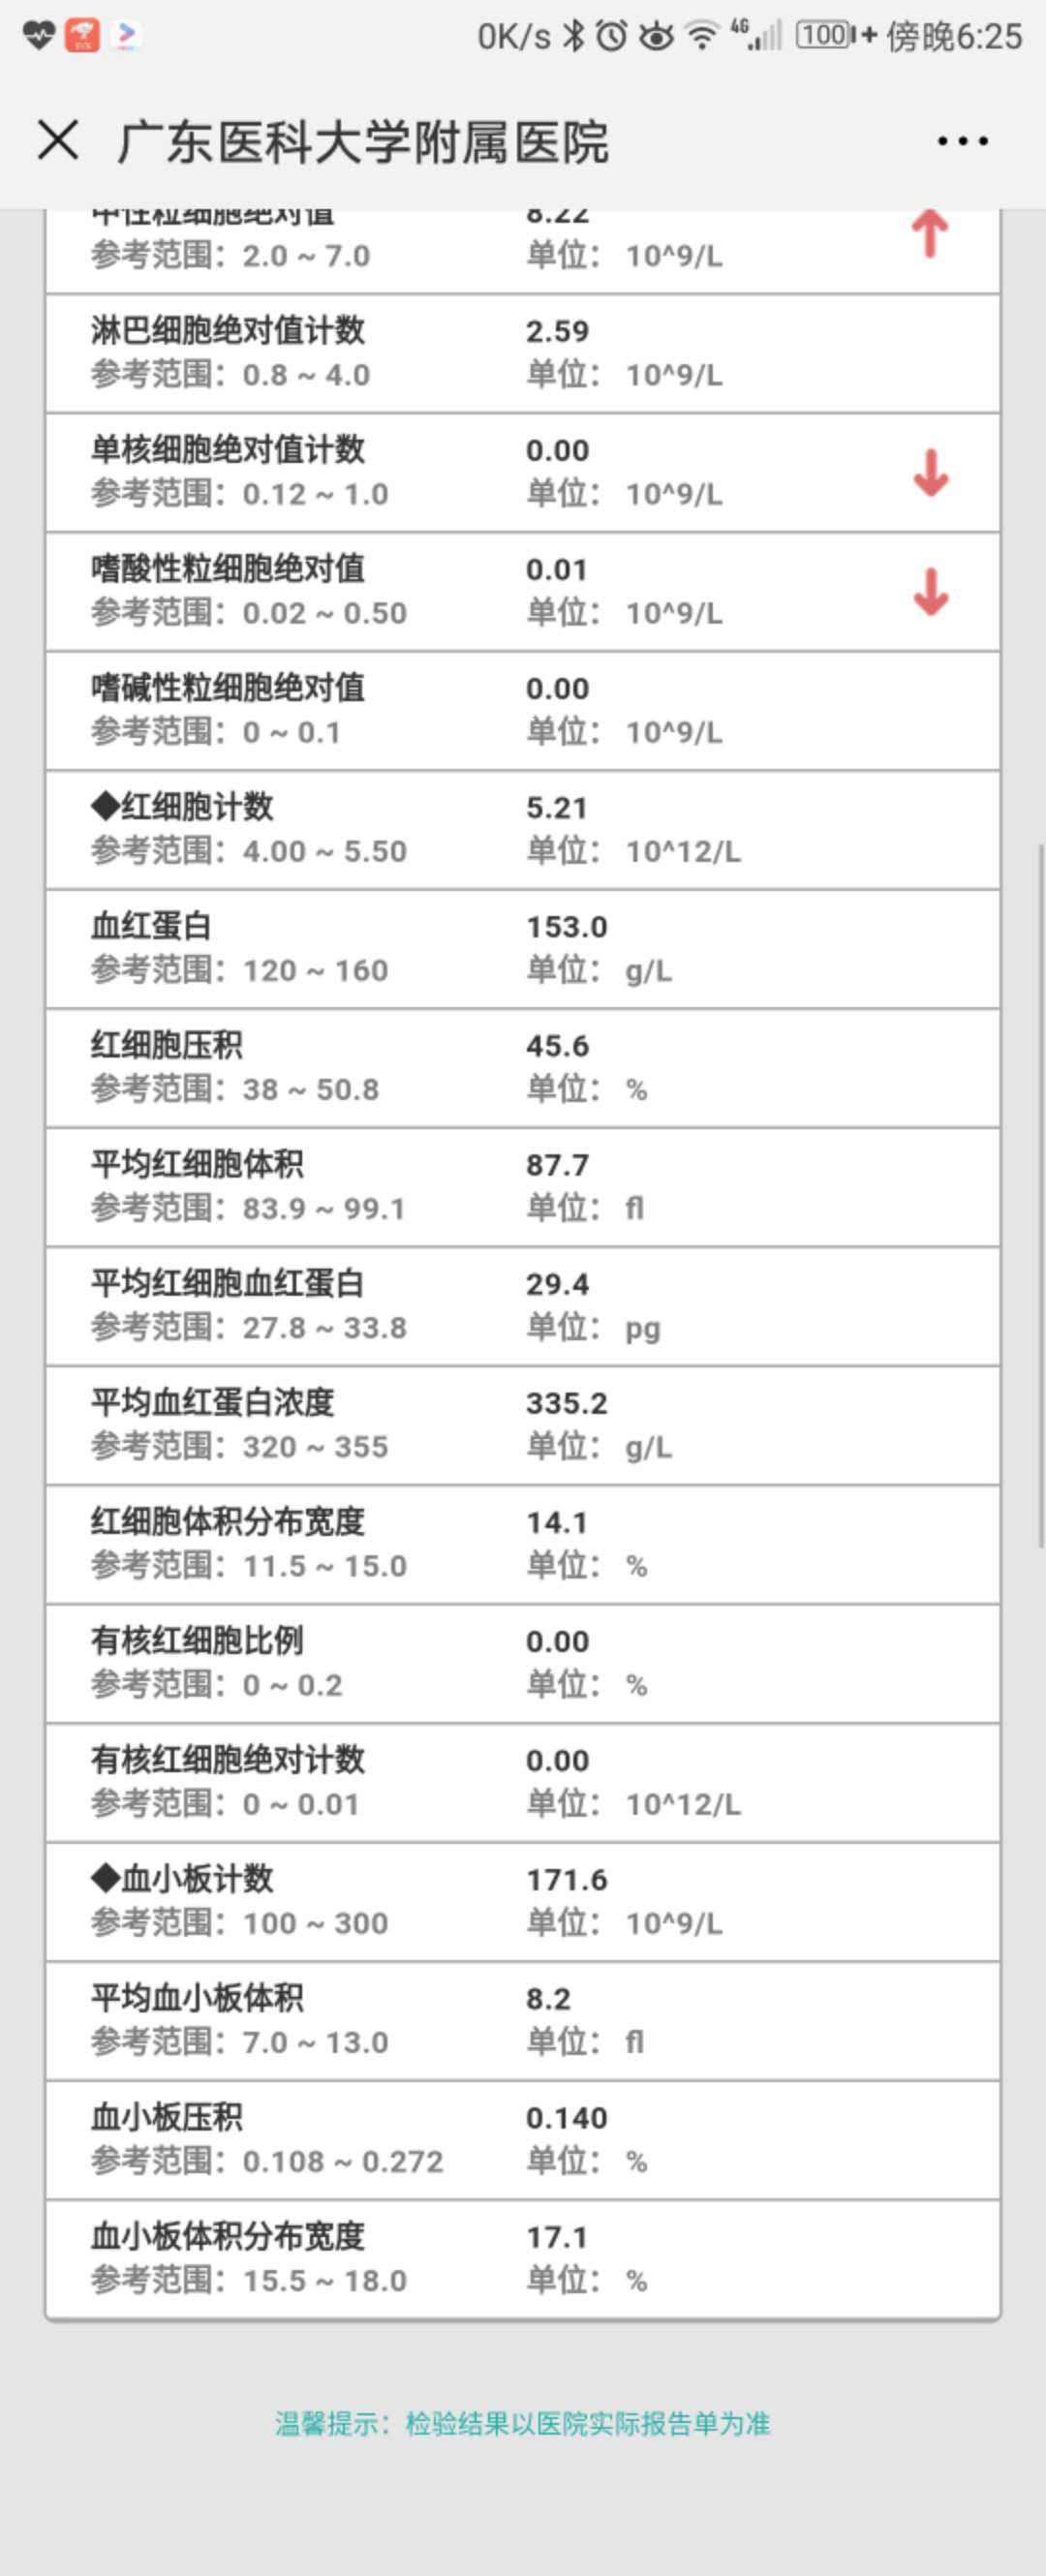 0K/s 4G 100 傍晚6:25
广东医科大学附属医院
中性粒细胞绝对值 8.22
参考范围：2.0 ~ 7.0 单位： 10^9/L
淋巴细胞绝对值计数 2.59
参考范围：0.8 ~ 4.0 单位： 10^9/L
单核细胞绝对值计数 0.00
参考范围：0.12 ~ 1.0 单位： 10^9/L
嗜酸性粒细胞绝对值 0.01
参考范围：0.02 ~ 0.50 单位： 10^9/L
嗜碱性粒细胞绝对值 0.00
参考范围：0 ~ 0.1 单位： 10^9/L
◆红细胞计数 5.21
参考范围：4.00 ~ 5.50 单位： 10^12/L
血红蛋白 153.0
参考范围：120 ~ 160 单位： g/L
红细胞压积 45.6
参考范围：38 ~ 50.8 单位： %
平均红细胞体积 87.7
参考范围：83.9 ~ 99.1 单位： fl
平均红细胞血红蛋白 29.4
参考范围：27.8 ~ 33.8 单位： pg
平均血红蛋白浓度 335.2
参考范围：320 ~ 355 单位： g/L
红细胞体积分布宽度 14.1
参考范围：11.5 ~ 15.0 单位： %
有核红细胞比例 0.00
参考范围：0 ~ 0.2 单位： %
有核红细胞绝对计数 0.00
参考范围：0 ~ 0.01 单位： 10^12/L
◆血小板计数 171.6
参考范围：100 ~ 300 单位： 10^9/L
平均血小板体积 8.2
参考范围：7.0 ~ 13.0 单位： fl
血小板压积 0.140
参考范围：0.108 ~ 0.272 单位： %
血小板体积分布宽度 17.1
参考范围：15.5 ~ 18.0 单位： %
温馨提示：检验结果以医院实际报告单为准